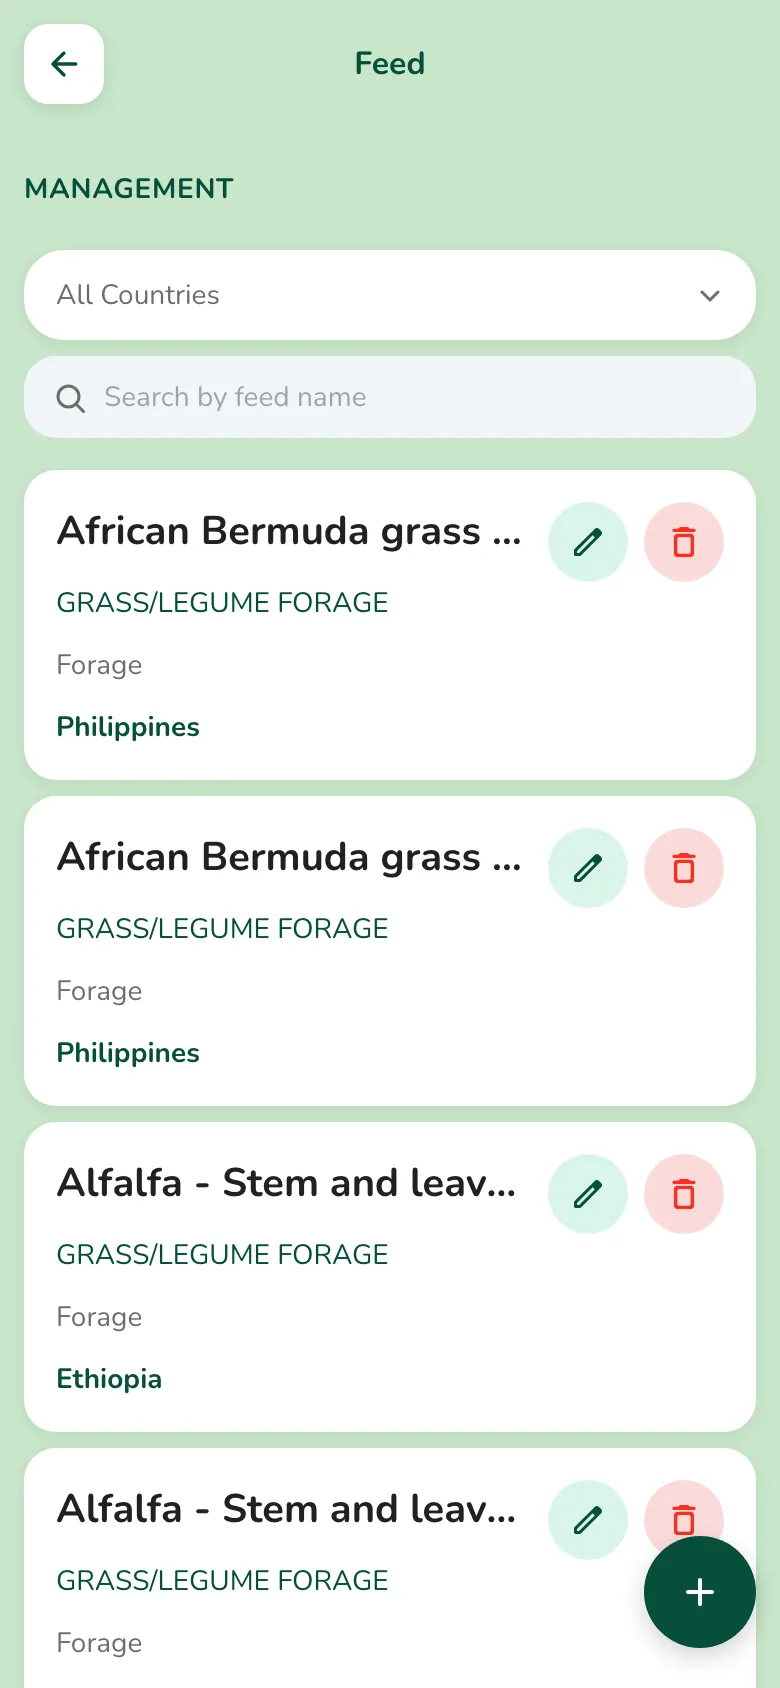 Feed
MANAGEMENT
All Countries
Search by feed name
African Bermuda grass ...
GRASS/LEGUME FORAGE
Forage
Philippines
African Bermuda grass ...
GRASS/LEGUME FORAGE
Forage
Philippines
Alfalfa - Stem and leav...
GRASS/LEGUME FORAGE
Forage
Ethiopia
Alfalfa - Stem and leav...
GRASS/LEGUME FORAGE
Forage